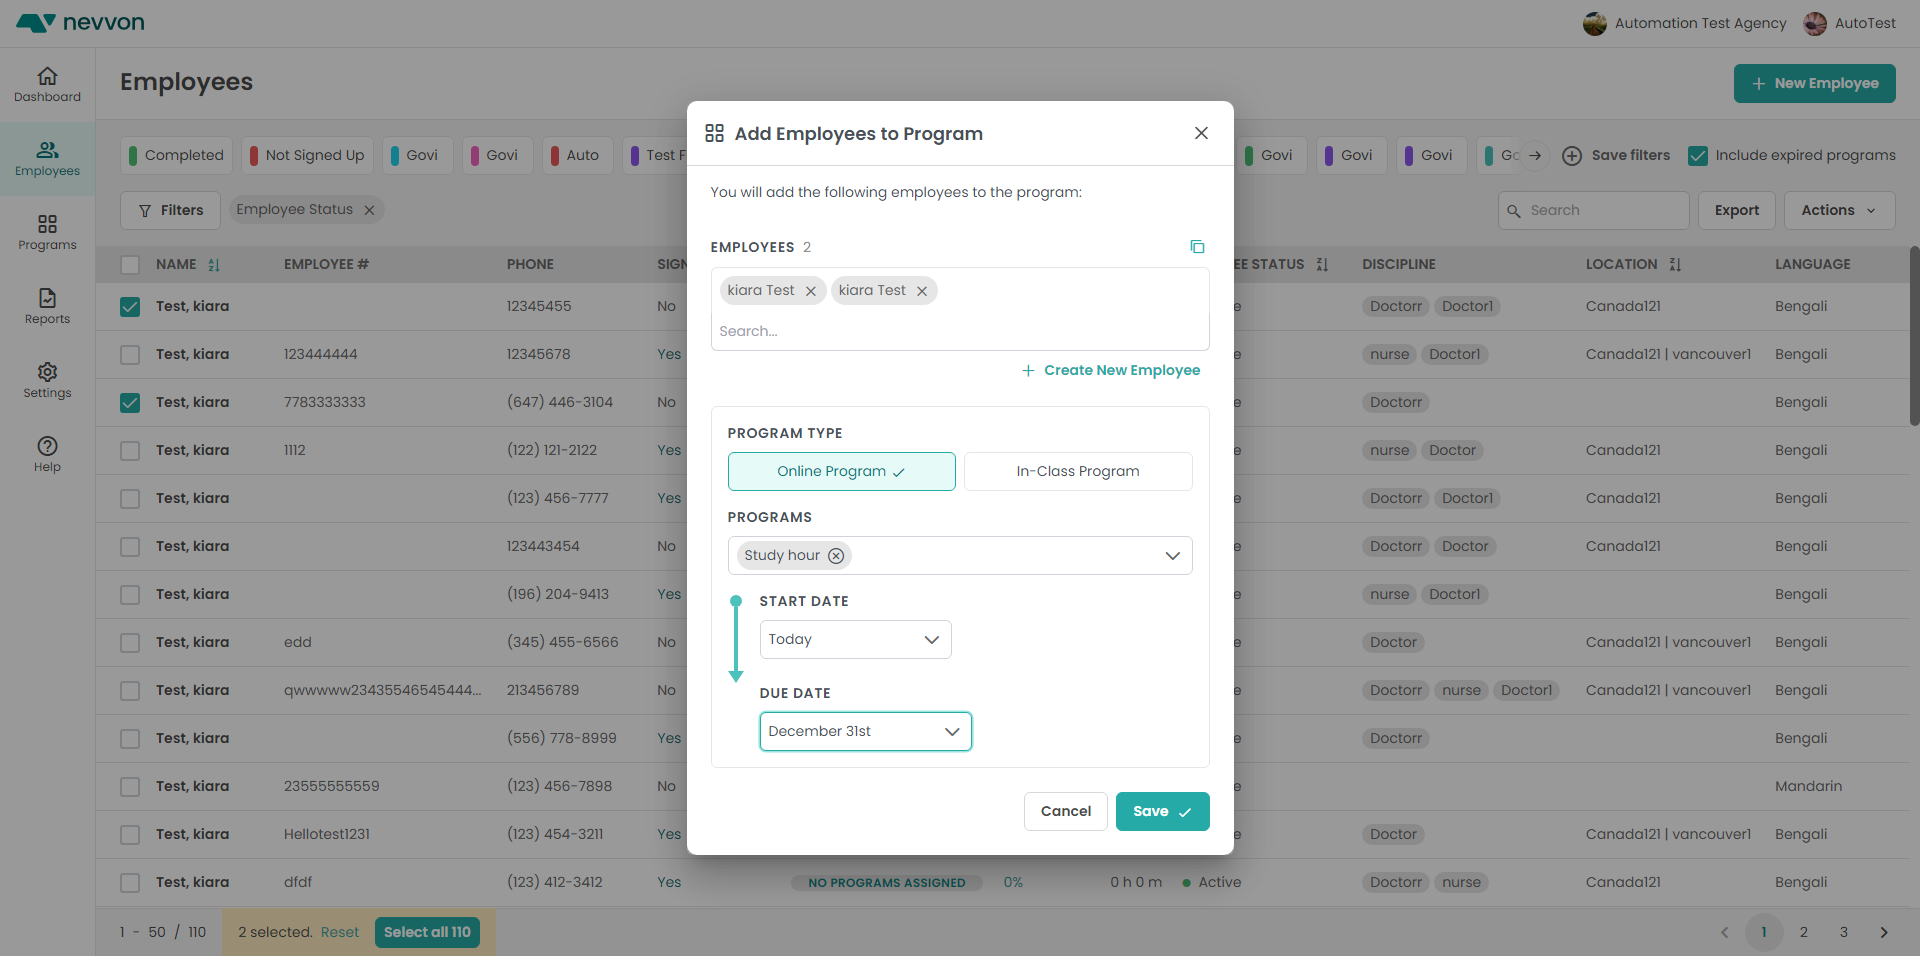 nevvon
Automation Test Agency
AutoTest
Dashboard
Employees
Programs
Reports
Settings
Help
Employees
New Employee
Completed
Not Signed Up
Govi
Govi
Auto
Test F
Govi
Govi
Govi
Save filters
Include expired programs
Filters
Employee Status
Search
Export
Actions
NAME EMPLOYEE # PHONE SIGN EE STATUS DISCIPLINE LOCATION LANGUAGE
Test, kiara 12345455 No e Doctorr Doctor1 Canada121 Bengali
Test, kiara 123444444 12345678 Yes e nurse Doctor1 Canada121 | vancouver1 Bengali
Test, kiara 7783333333 (647) 446-3104 No e Doctorr Bengali
Test, kiara 1112 (122) 121-2122 Yes e nurse Doctor Canada121 Bengali
Test, kiara (123) 456-7777 Yes e Doctorr Doctor1 Canada121 Bengali
Test, kiara 123443454 No e Doctorr Doctor Canada121 Bengali
Test, kiara (196) 204-9413 Yes e nurse Doctor1 Bengali
Test, kiara edd (345) 455-6566 No e Doctor Canada121 | vancouver1 Bengali
Test, kiara qwwwww23435546545444... 213456789 No e Doctorr nurse Doctor1 Canada121 | vancouver1 Bengali
Test, kiara (556) 778-8999 Yes e Doctorr Bengali
Test, kiara 23555555559 (123) 456-7898 No e Mandarin
Test, kiara Hellotest1231 (123) 454-3211 Yes e Doctor Canada121 | vancouver1 Bengali
Test, kiara dfdf (123) 412-3412 Yes NO PROGRAMS ASSIGNED 0% 0 h 0 m Active Doctorr nurse Canada121 Bengali
1 - 50 / 110
2 selected. Reset
Select all 110
1 2 3
Add Employees to Program
You will add the following employees to the program:
EMPLOYEES 2
kiara Test
kiara Test
Search...
Create New Employee
PROGRAM TYPE
Online Program
In-Class Program
PROGRAMS
Study hour
START DATE
Today
DUE DATE
December 31st
Cancel
Save